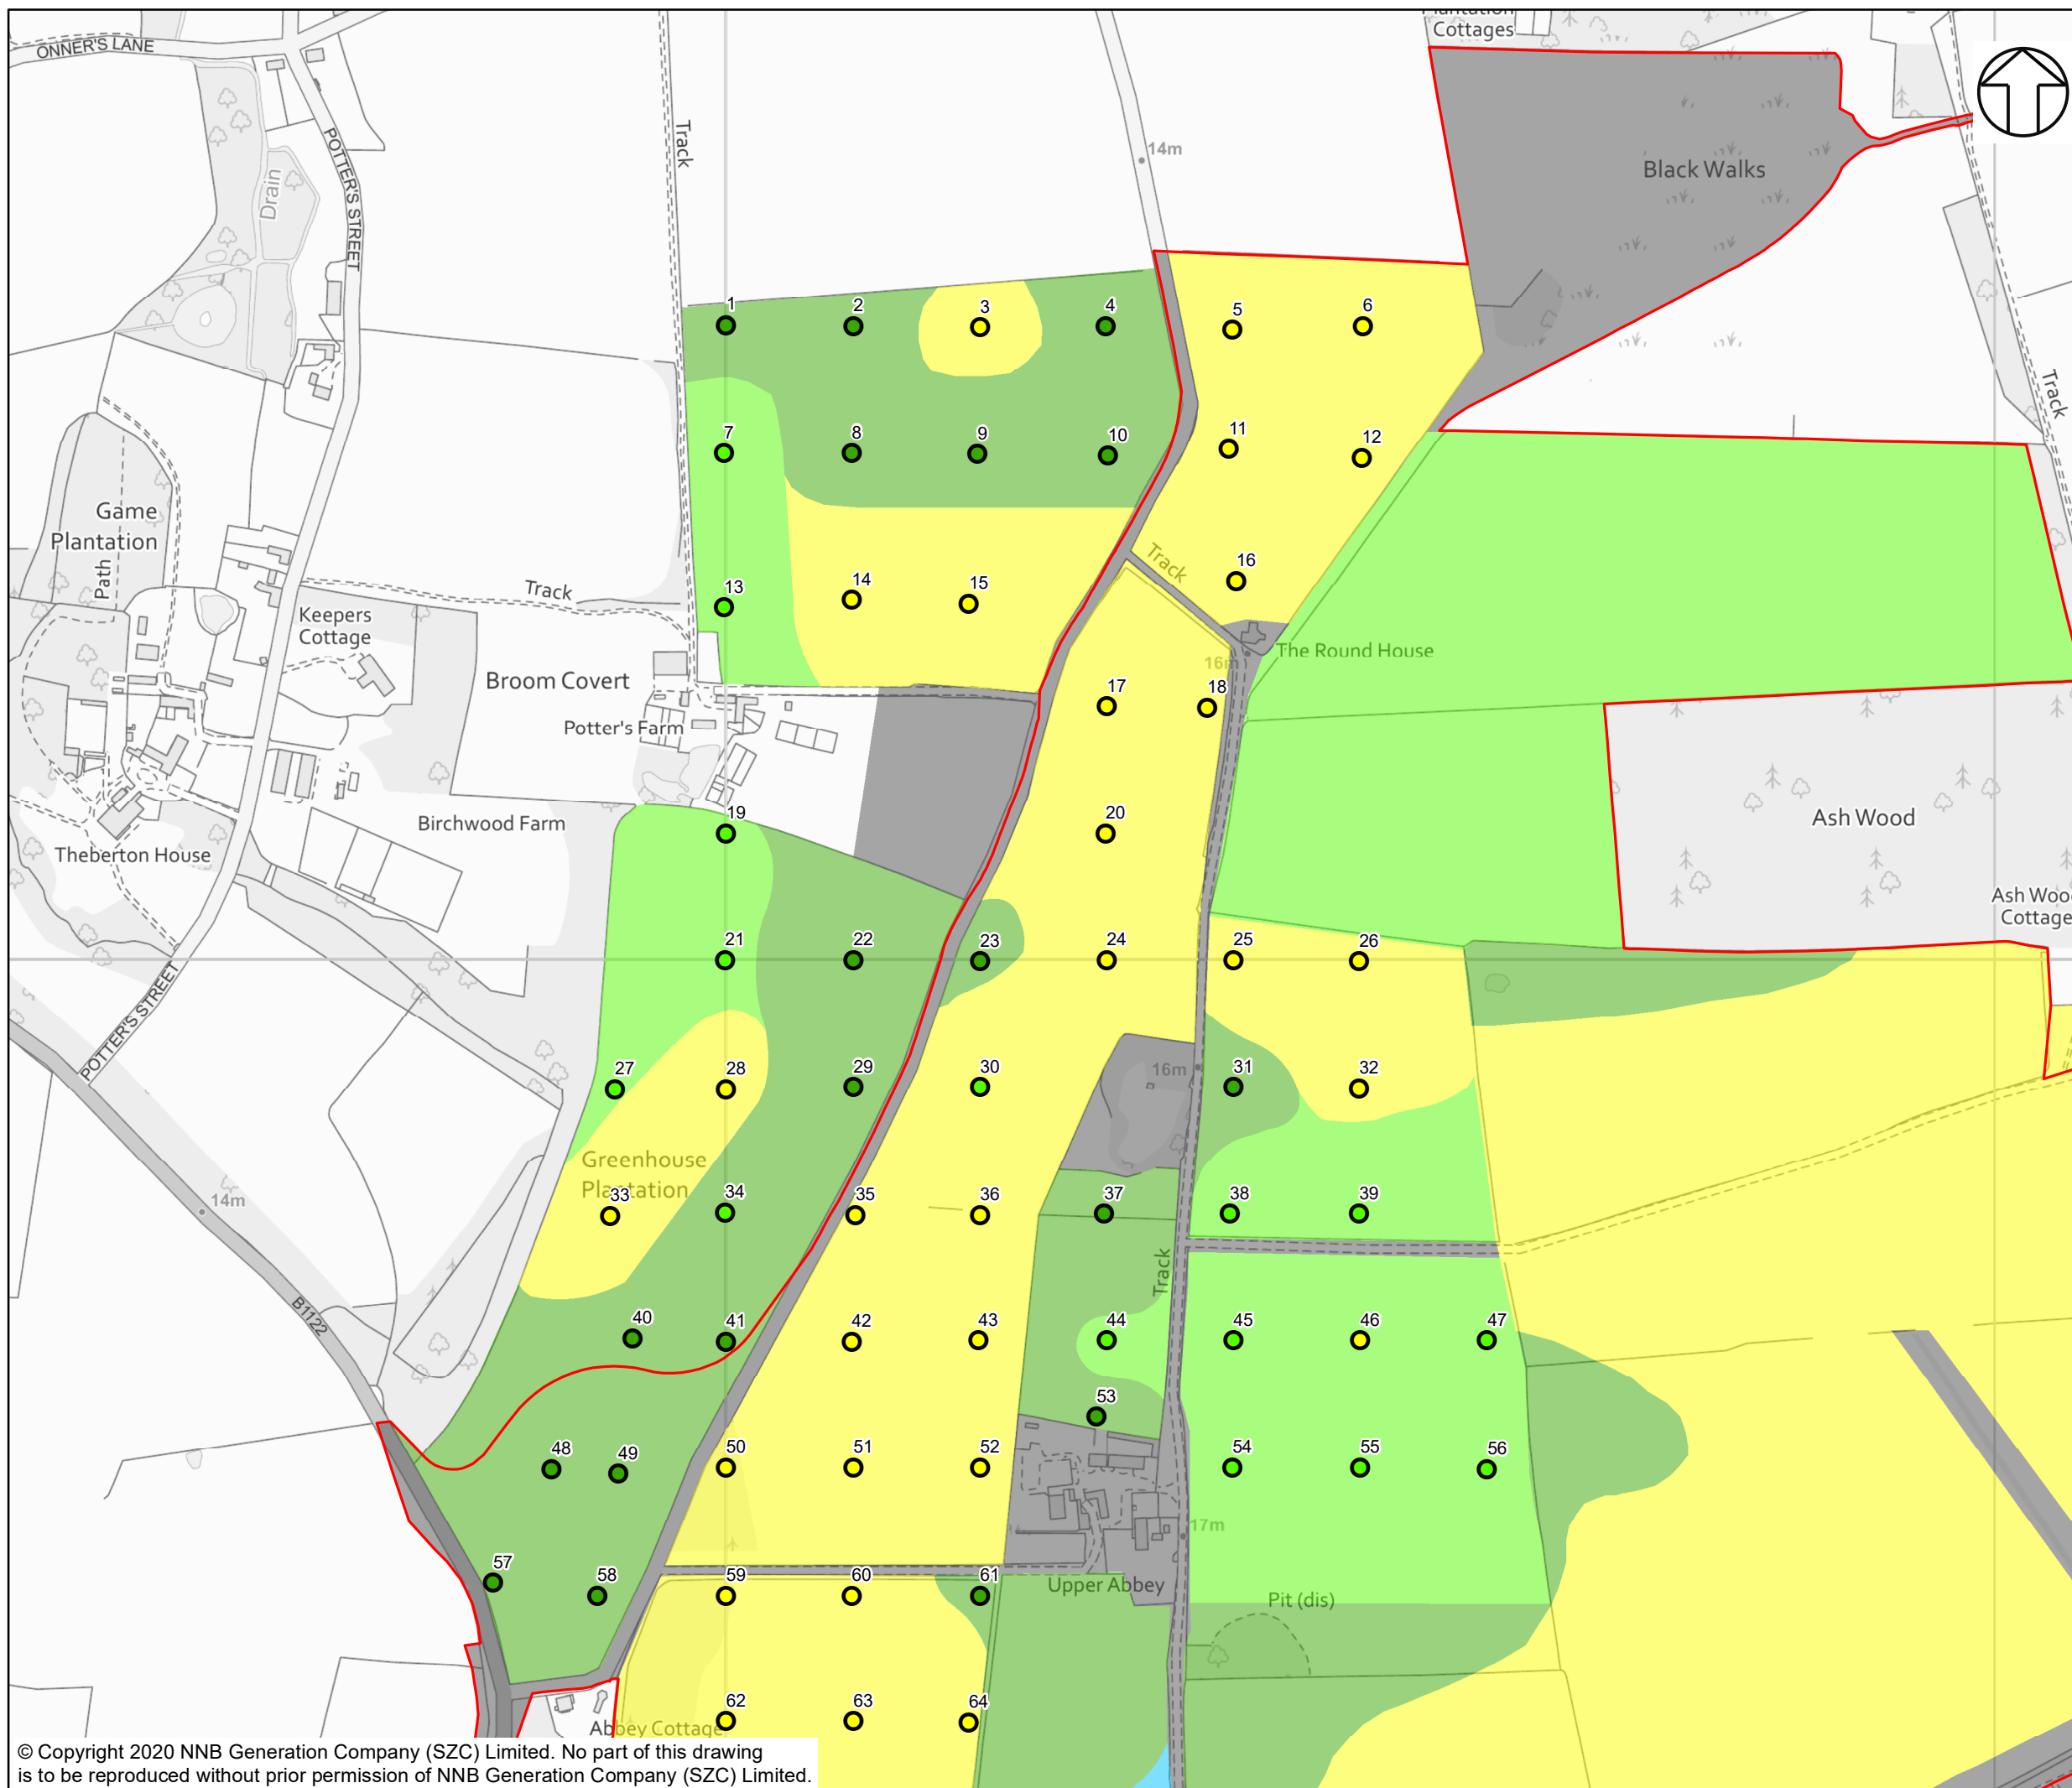 Plantation
Cottages
ONNER'S LANE
POTTER'S STREET
Drain
Track
14m
Black Walks
1
2
3
4
5
6
Track
7
8
9
10
11
12
Game
Plantation
Path
Track
Keepers
Cottage
13
14
15
Track
16
The Round House
16m
Broom Covert
Potter's Farm
17
18
Birchwood Farm
Theberton House
19
20
Ash Wood
Cottage
21
22
23
24
25
26
POTTER'S STREET
27
28
29
30
16m
31
32
Greenhouse
Plantation
14m
33
34
35
36
37
38
39
Track
B1122
40
41
42
43
44
45
46
47
53
48
49
50
51
52
54
55
56
17m
57
58
59
60
61
Upper Abbey
Pit (dis)
62
63
64
Abbey Cottage
© Copyright 2020 NNB Generation Company (SZC) Limited. No part of this drawing
is to be reproduced without prior permission of NNB Generation Company (SZC) Limited.